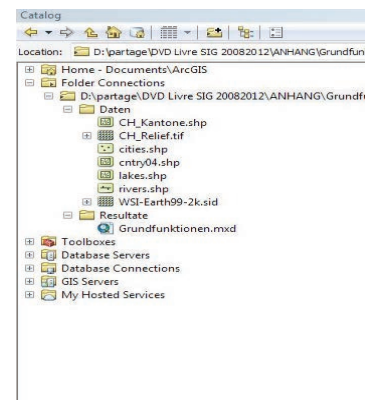 Catalog
Location: D:\partage\DVD Livre SIG 20082012\ANHANG\Grundfun
Home - Documents\ArcGIS
Folder Connections
D:\partage\DVD Livre SIG 20082012\ANHANG\Grundf
Daten
CH_Kantone.shp
CH_Relief.tif
cities.shp
cntry04.shp
lakes.shp
rivers.shp
WSI-Earth99-2k.sid
Resultate
Grundfunktionen.mxd
Toolboxes
Database Servers
Database Connections
GIS Servers
My Hosted Services